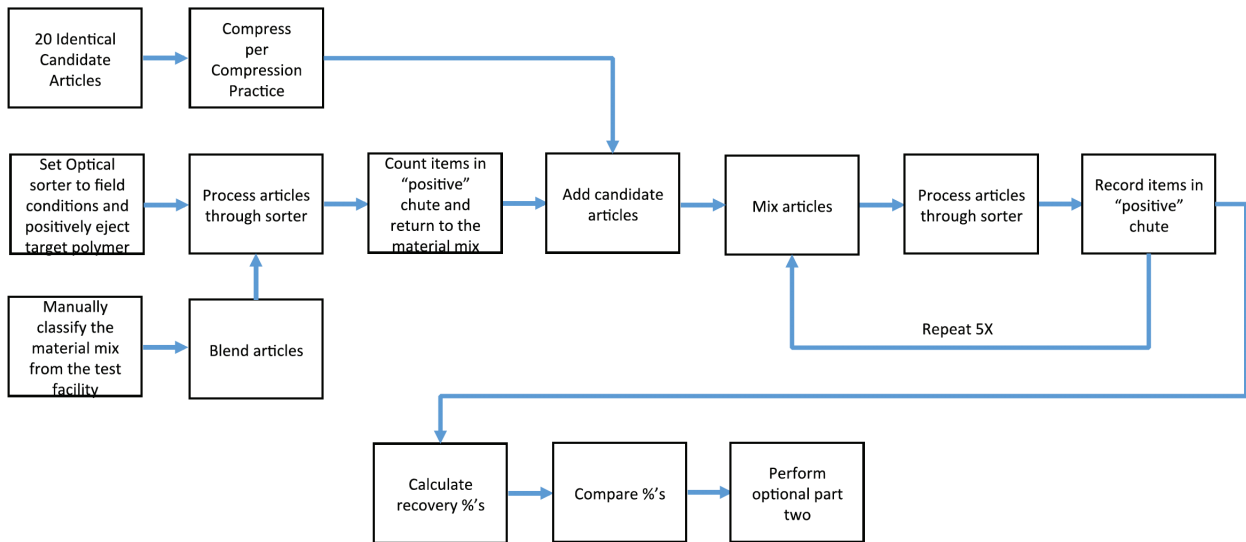 20 Identical
Candidate
Articles
Compress
per
Compression
Practice
Set Optical
sorter to field
conditions and
positively eject
target polymer
Process articles
through sorter
Count items in
“positive”
chute and
return to the
material mix
Add candidate
articles
Mix articles
Process articles
through sorter
Record items in
“positive”
chute
Manually
classify the
material mix
from the test
facility
Blend articles
Repeat 5X
Calculate
recovery %’s
Compare %’s
Perform
optional part
two